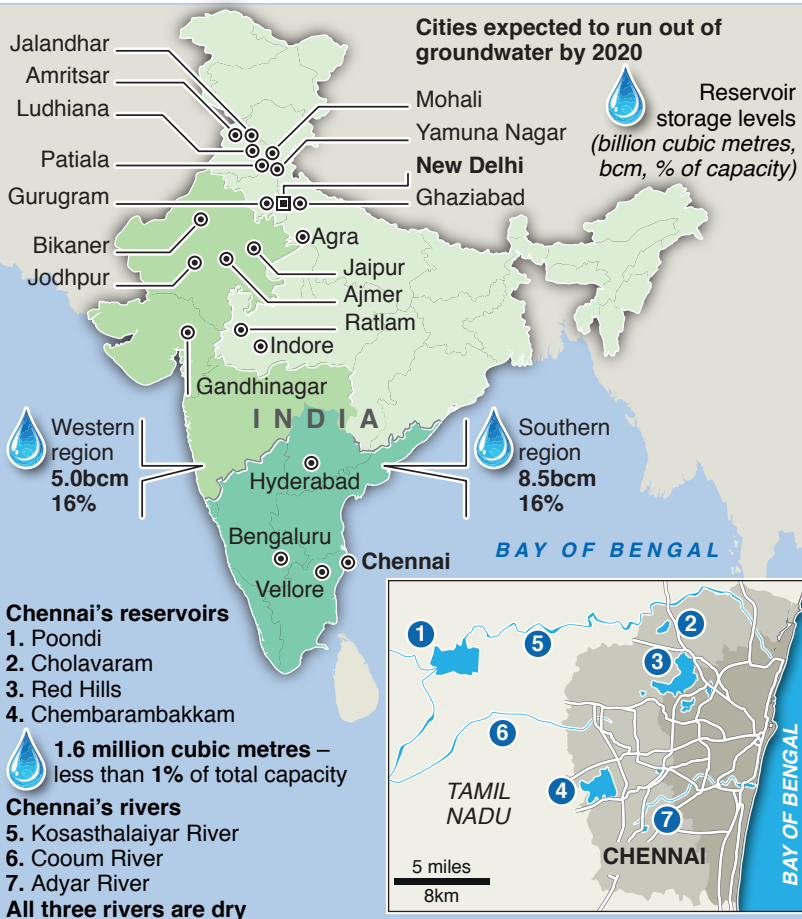 Cities expected to run out of
groundwater by 2020
Reservoir
storage levels
(billion cubic metres,
bcm, % of capacity)
Jalandhar
Amritsar
Ludhiana
Patiala
Gurugram
Bikaner
Jodhpur
Mohali
Yamuna Nagar
New Delhi
Ghaziabad
Agra
Jaipur
Ajmer
Ratlam
Indore
Gandhinagar
INDIA
Western
region
5.0bcm
16%
Southern
region
8.5bcm
16%
Hyderabad
Bengaluru
Chennai
Vellore
BAY OF BENGAL
Chennai's reservoirs
1. Poondi
2. Cholavaram
3. Red Hills
4. Chembarambakkam
1.6 million cubic metres –
less than 1% of total capacity
Chennai's rivers
5. Kosasthalaiyar River
6. Cooum River
7. Adyar River
All three rivers are dry
1
2
3
4
5
6
7
TAMIL
NADU
CHENNAI
BAY OF BENGAL
5 miles
8km